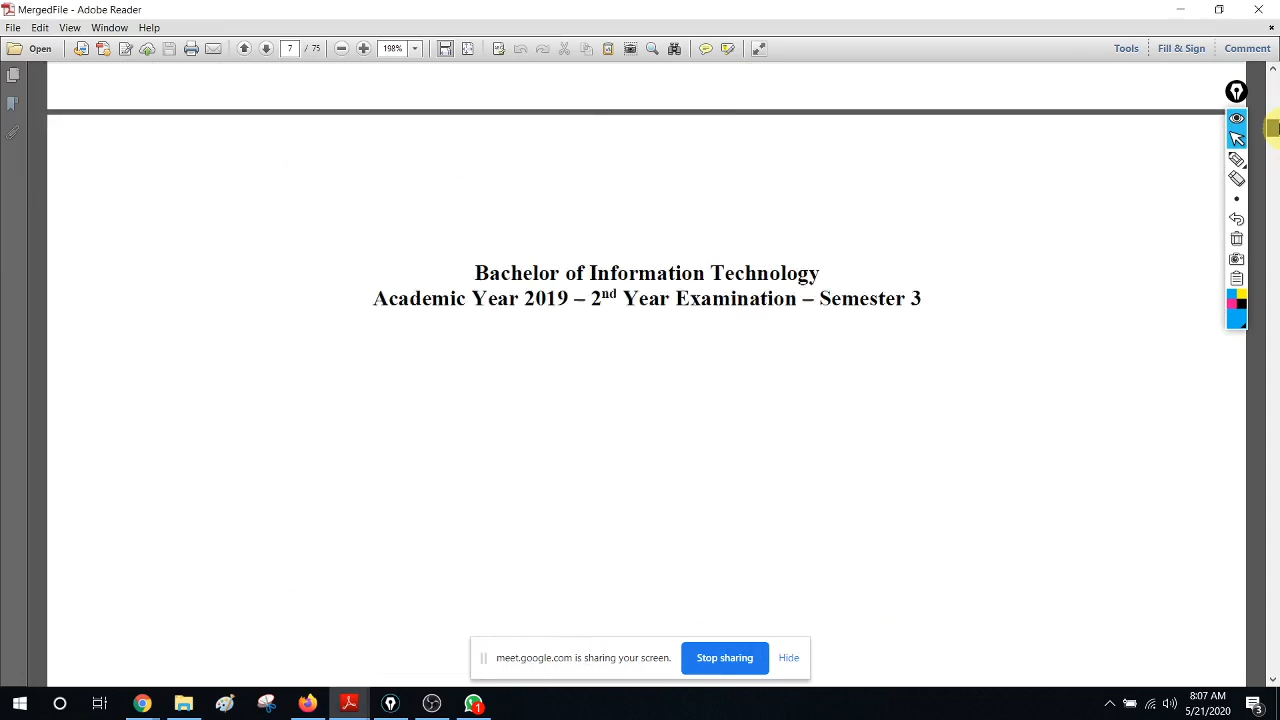 MergedFile - Adobe Reader
File Edit View Window Help
Open 7 / 75 198% Tools Fill & Sign Comment
Bachelor of Information Technology
Academic Year 2019 – 2nd Year Examination – Semester 3
meet.google.com is sharing your screen. Stop sharing Hide
1
8:07 AM
5/21/2020
3